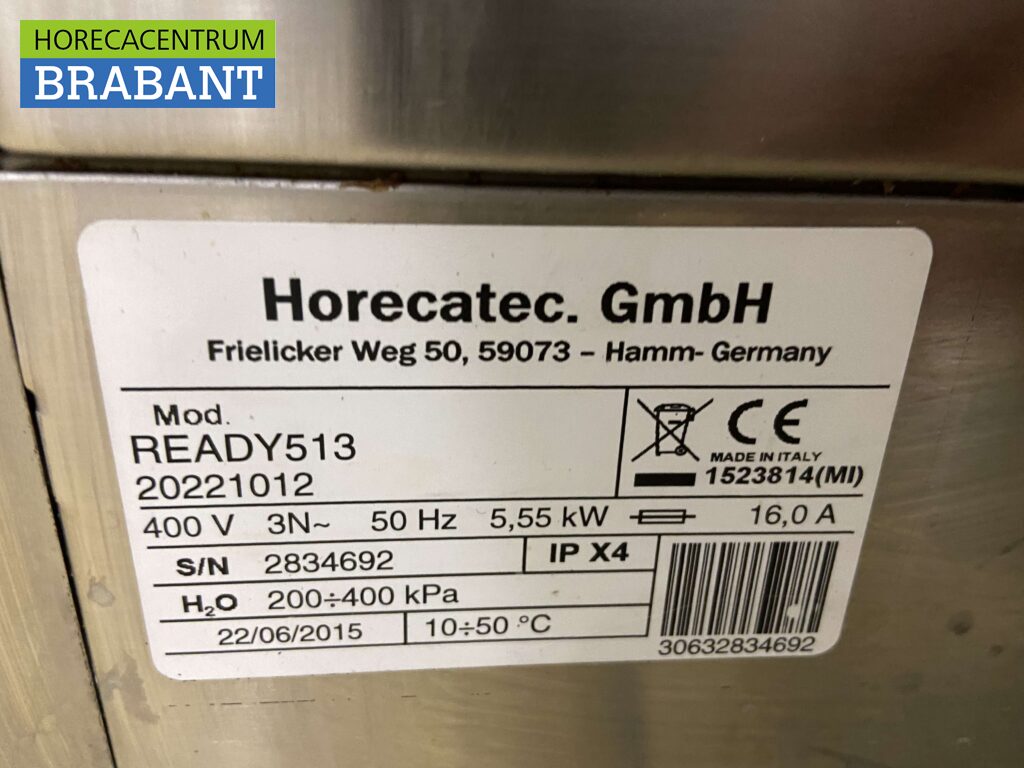 HORECACENTRUM
BRABANT
Horecatec. GmbH
Frielicker Weg 50, 59073 – Hamm- Germany
Mod.
READY513
20221012
CE
MADE IN ITALY
1523814(MI)
400 V 3N~ 50 Hz 5,55 kW 16,0 A
S/N 2834692 IP X4
H₂O 200÷400 kPa
22/06/2015 10÷50 °C
30632834692